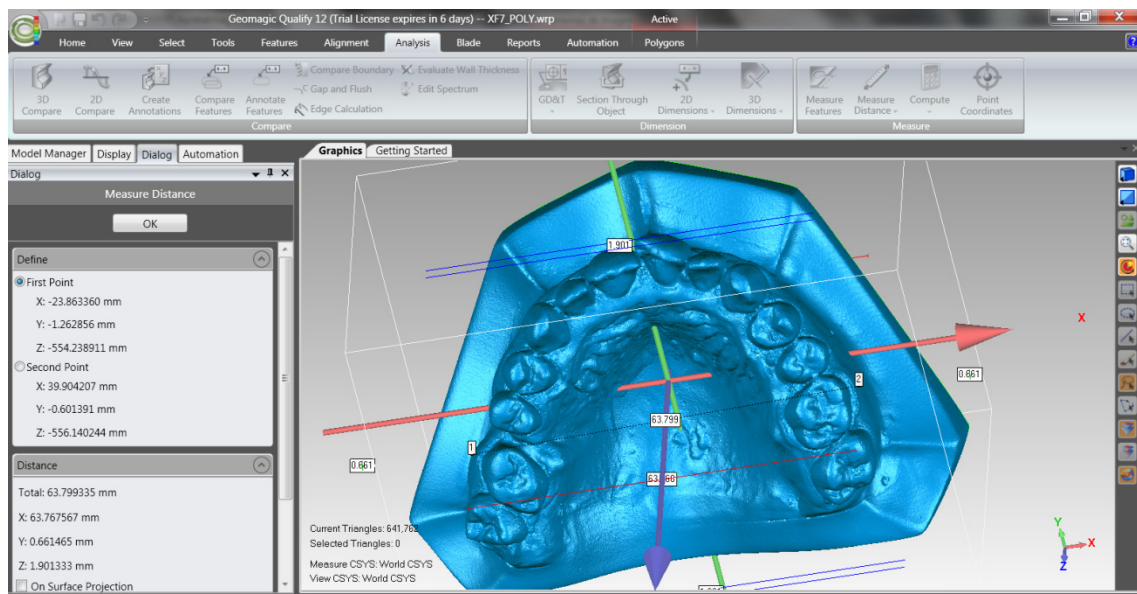 Geomagic Qualify 12 (Trial License expires in 6 days) -- XF7_POLY.wrp
Active
Home View Select Tools Features Alignment Analysis Blade Reports Automation Polygons
3D Compare
2D Compare
Create Annotations
Compare Features
Annotate Features
Compare Boundary
Gap and Flush
Edge Calculation
Evaluate Wall Thickness
Edit Spectrum
Compare
GD&T
Section Through Object
2D Dimensions
3D Dimensions
Dimension
Measure Features
Measure Distance
Compute
Point Coordinates
Measure
Model Manager Display Dialog Automation
Graphics Getting Started
Dialog
Measure Distance
OK
Define
First Point
X: -23.863360 mm
Y: -1.262856 mm
Z: -554.238911 mm
Second Point
X: 39.904207 mm
Y: -0.601391 mm
Z: -556.140244 mm
Distance
Total: 63.799335 mm
X: 63.767567 mm
Y: 0.661465 mm
Z: 1.901333 mm
On Surface Projection
1.901
X
0.661
2
63.799
1
0.661
Current Triangles: 641,762
Selected Triangles: 0
Measure CSYS: World CSYS
View CSYS: World CSYS
Y
X
Z